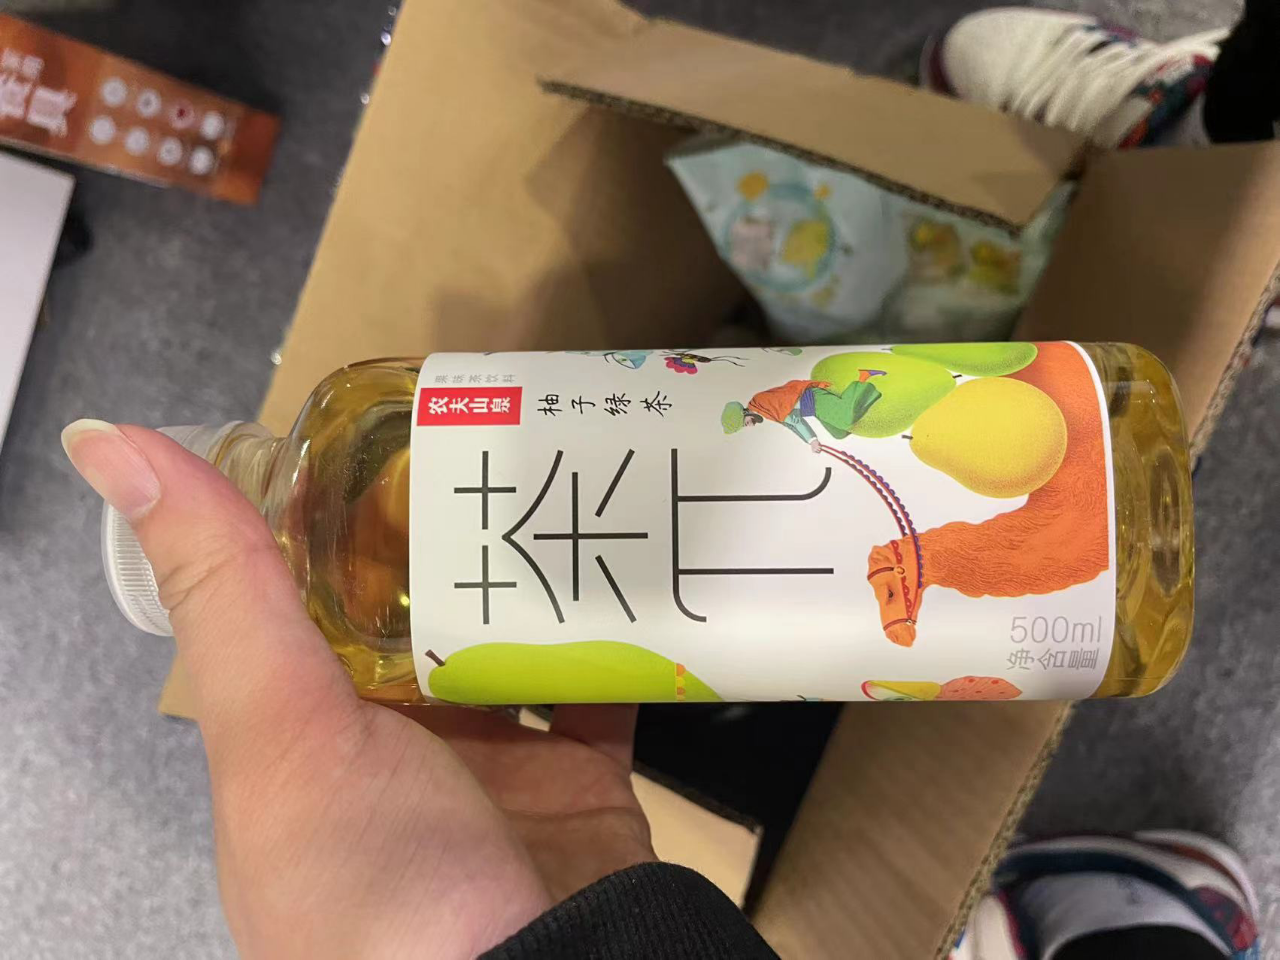 果味茶饮料
农夫山泉
柚子绿茶
茶π
500ml
净含量